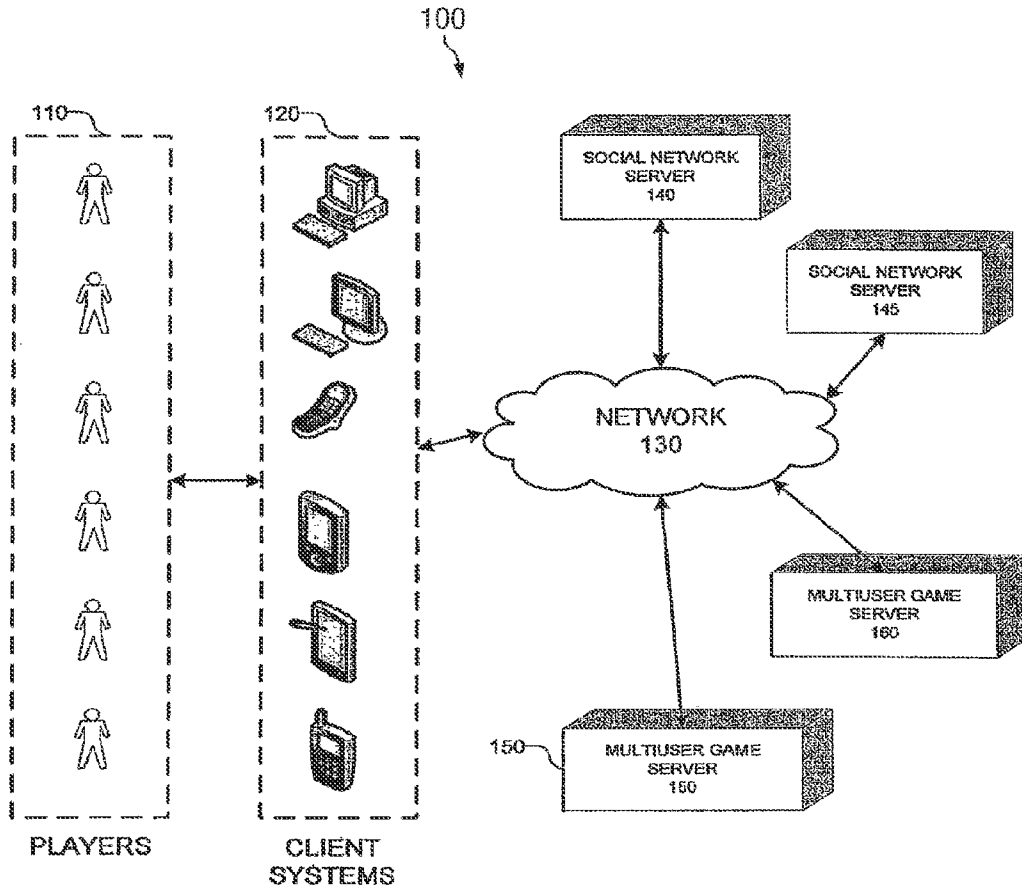 100
110
120
SOCIAL NETWORK
SERVER
140
SOCIAL NETWORK
SERVER
145
NETWORK
130
MULTIUSER GAME
SERVER
160
150
MULTIUSER GAME
SERVER
150
PLAYERS
CLIENT
SYSTEMS